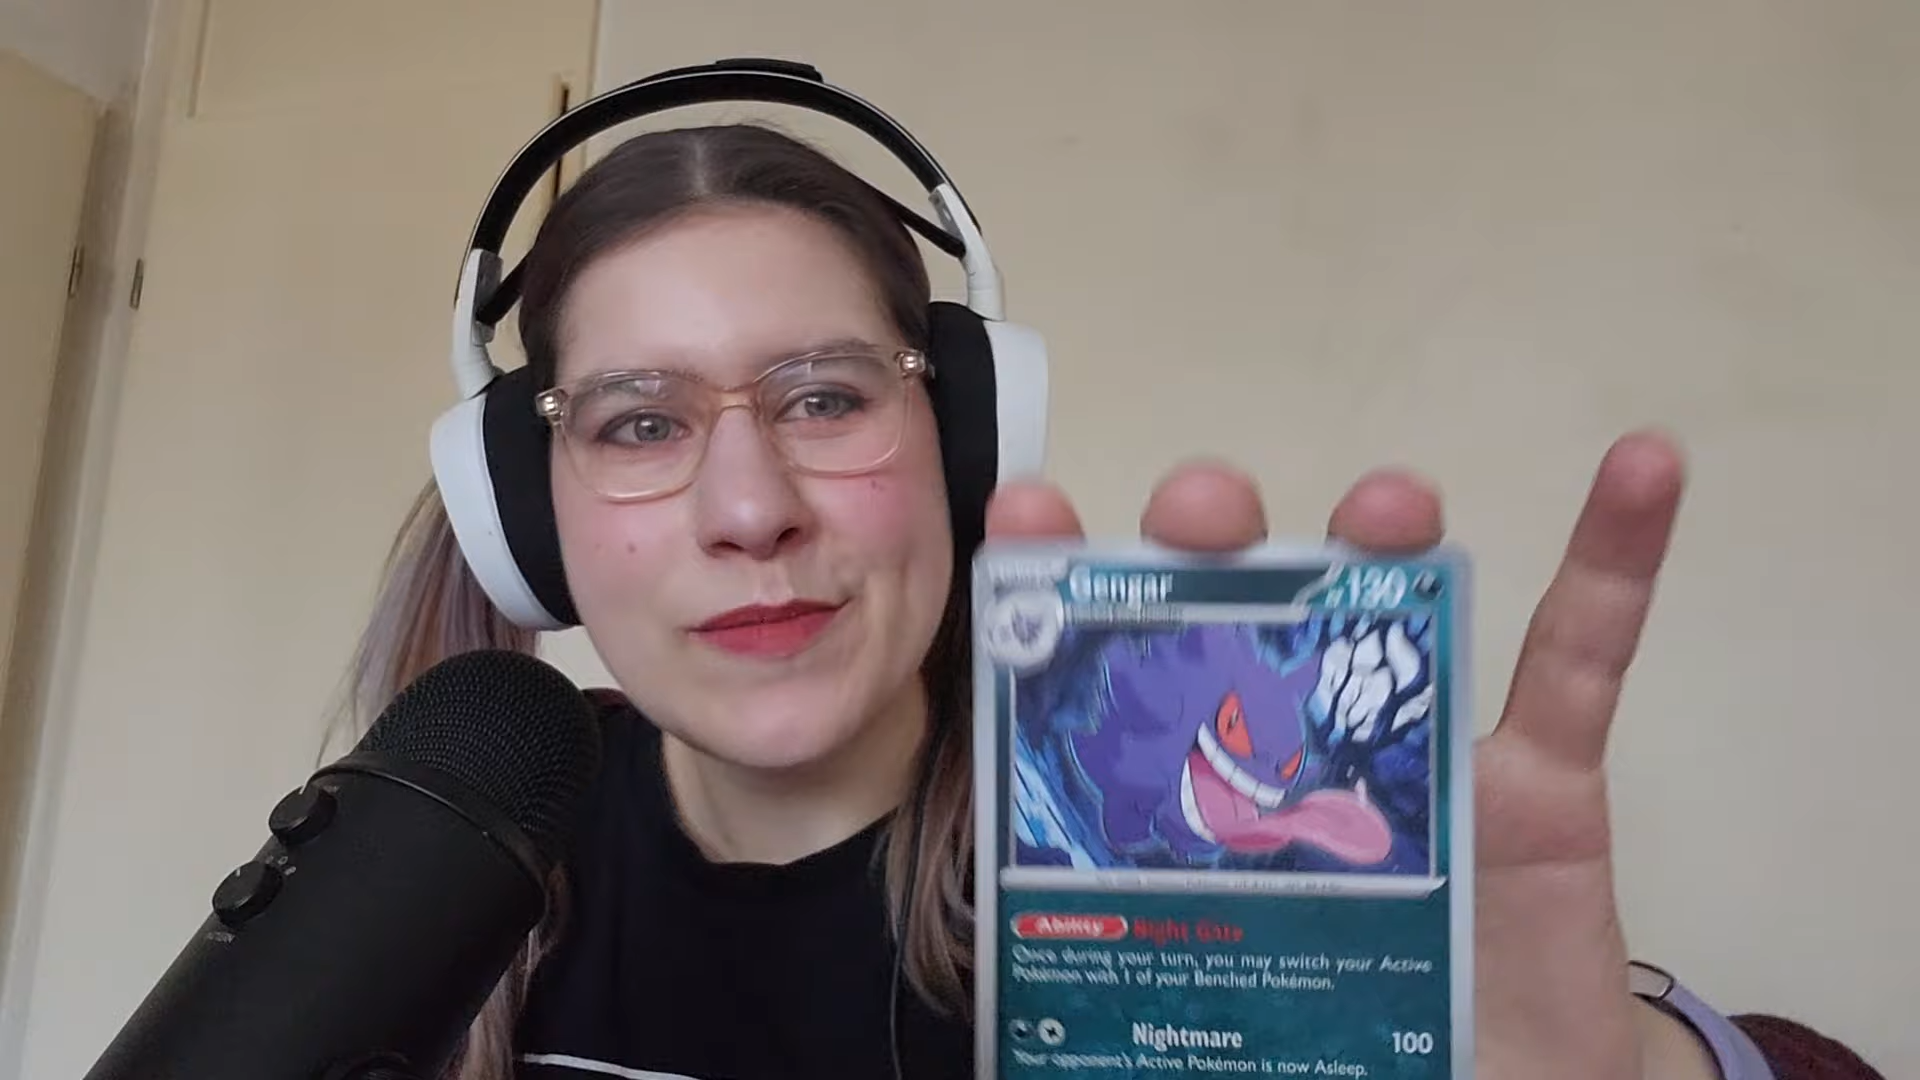 Gengar
HP 130
Ability Night Gate
Once during your turn, you may switch your Active
Pokémon with 1 of your Benched Pokémon.
Nightmare 100
Your opponent's Active Pokémon is now Asleep.